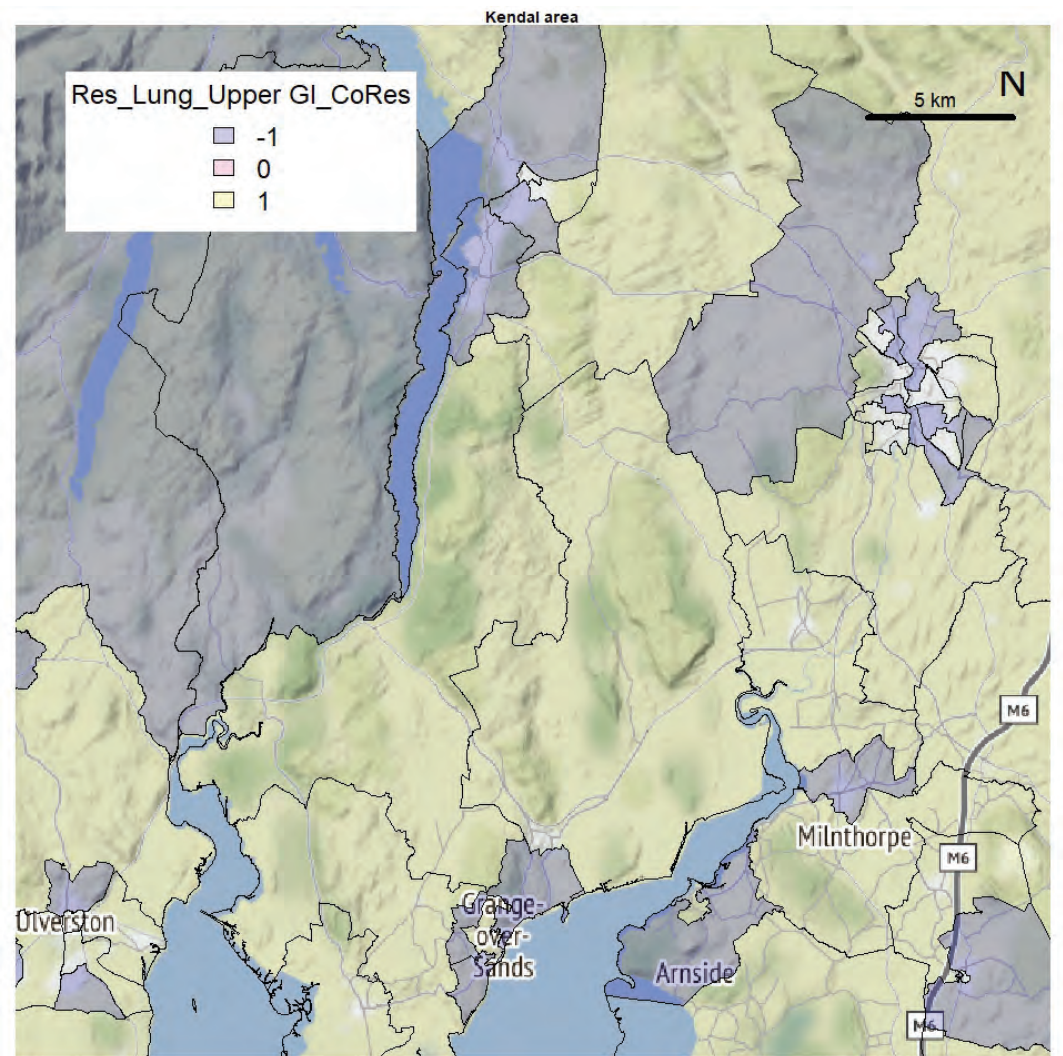 Kendal area
Res_Lung_Upper GI_CoRes
-1
0
1
N
5 km
M6
Milnthorpe
M6
Ulverston
Grange-
over-
Sands
Arnside
M6